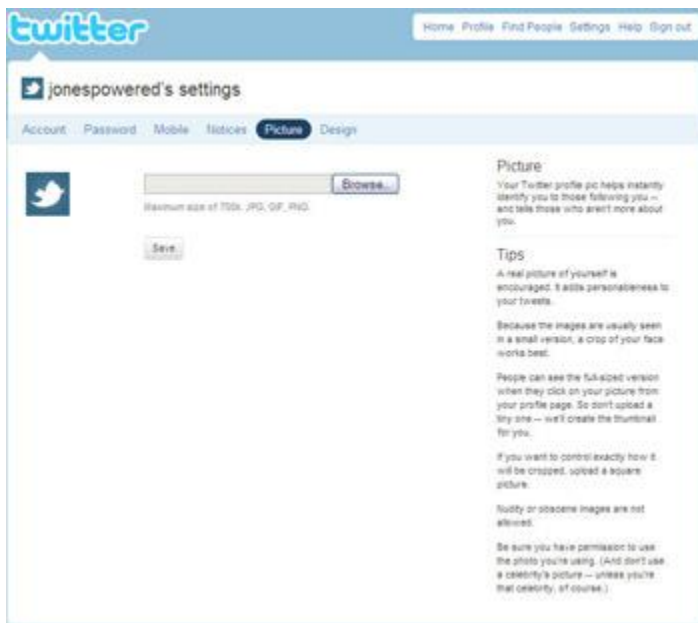 twitter
Home Profile Find People Settings Help Sign out
jonespowered's settings
Account Password Mobile Notices Picture Design
Browse...
Maximum size of 700k. JPG, GIF, PNG.
Save
Picture
Your Twitter profile pic helps instantly
identify you to those following you —
and tells those who aren't more about
you.
Tips
A real picture of yourself is
encouraged. It adds personableness to
your tweets.
Because the images are usually seen
in a small version, a crop of your face
works best.
People can see the full-sized version
when they click on your picture from
your profile page. So don't upload a
tiny one — we'll create the thumbnail
for you.
If you want to control exactly how it
will be cropped, upload a square
picture.
Nudity or obscene images are not
allowed.
Be sure you have permission to use
the photo you're using. (And don't use
a celebrity's picture — unless you're
that celebrity, of course.)